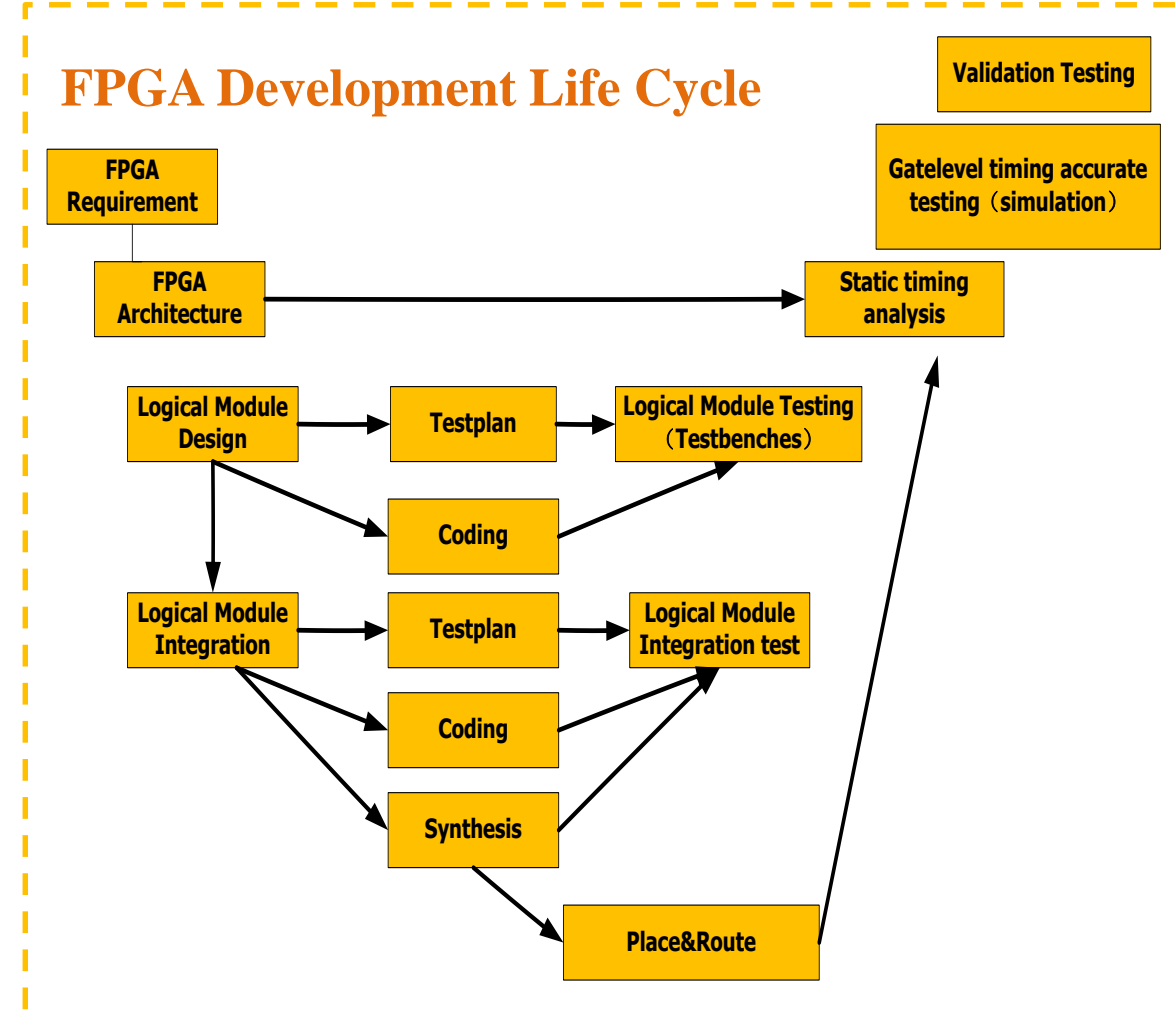 FPGA Development Life Cycle
Validation Testing
Gatelevel timing accurate
testing（simulation）
FPGA
Requirement
FPGA
Architecture
Static timing
analysis
Logical Module
Design
Testplan
Logical Module Testing
（Testbenches）
Coding
Logical Module
Integration
Testplan
Logical Module
Integration test
Coding
Synthesis
Place&Route